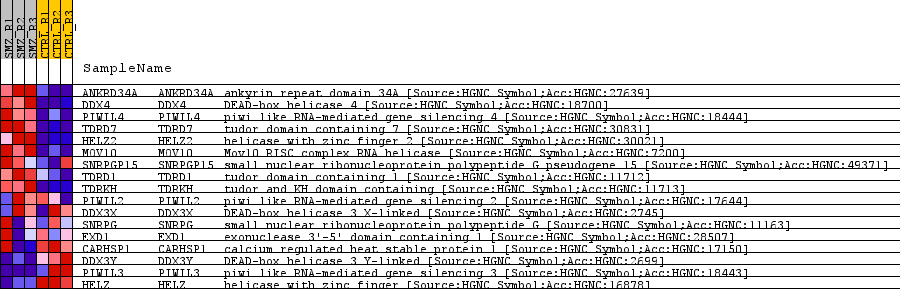 SMZ_R1 SMZ_R2 SMZ_R3 CTRL_R1 CTRL_R2 CTRL_R3
SampleName
ANKRD34A ANKRD34A ankyrin repeat domain 34A [Source:HGNC Symbol;Acc:HGNC:27639]
DDX4 DDX4 DEAD-box helicase 4 [Source:HGNC Symbol;Acc:HGNC:18700]
PIWIL4 PIWIL4 piwi like RNA-mediated gene silencing 4 [Source:HGNC Symbol;Acc:HGNC:18444]
TDRD7 TDRD7 tudor domain containing 7 [Source:HGNC Symbol;Acc:HGNC:30831]
HELZ2 HELZ2 helicase with zinc finger 2 [Source:HGNC Symbol;Acc:HGNC:30021]
MOV10 MOV10 Mov10 RISC complex RNA helicase [Source:HGNC Symbol;Acc:HGNC:7200]
SNRPGP15 SNRPGP15 small nuclear ribonucleoprotein polypeptide G pseudogene 15 [Source:HGNC Symbol;Acc:HGNC:49371]
TDRD1 TDRD1 tudor domain containing 1 [Source:HGNC Symbol;Acc:HGNC:11712]
TDRKH TDRKH tudor and KH domain containing [Source:HGNC Symbol;Acc:HGNC:11713]
PIWIL2 PIWIL2 piwi like RNA-mediated gene silencing 2 [Source:HGNC Symbol;Acc:HGNC:17644]
DDX3X DDX3X DEAD-box helicase 3 X-linked [Source:HGNC Symbol;Acc:HGNC:2745]
SNRPG SNRPG small nuclear ribonucleoprotein polypeptide G [Source:HGNC Symbol;Acc:HGNC:11163]
EXD1 EXD1 exonuclease 3'-5' domain containing 1 [Source:HGNC Symbol;Acc:HGNC:28507]
CARHSP1 CARHSP1 calcium regulated heat stable protein 1 [Source:HGNC Symbol;Acc:HGNC:17150]
DDX3Y DDX3Y DEAD-box helicase 3 Y-linked [Source:HGNC Symbol;Acc:HGNC:2699]
PIWIL3 PIWIL3 piwi like RNA-mediated gene silencing 3 [Source:HGNC Symbol;Acc:HGNC:18443]
HELZ HELZ helicase with zinc finger [Source:HGNC Symbol;Acc:HGNC:16878]